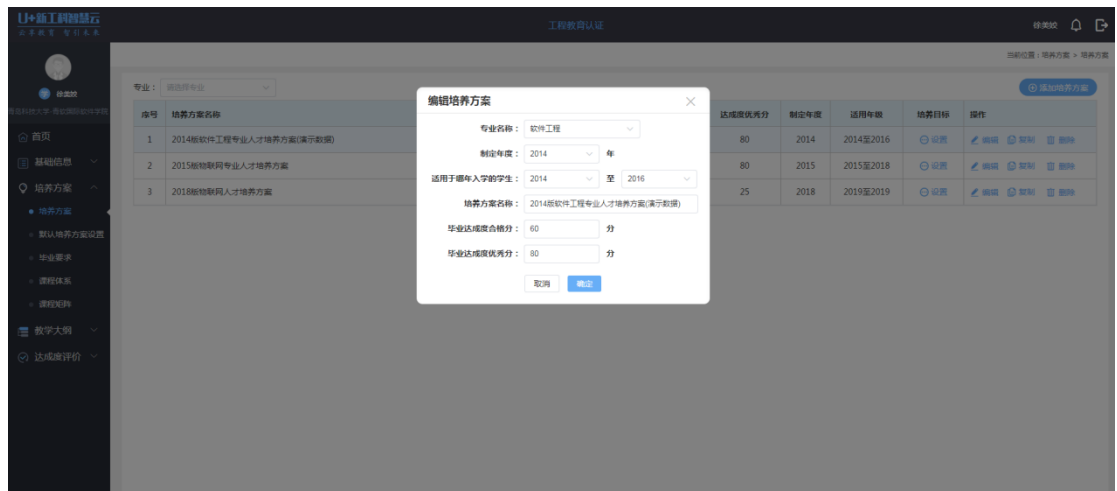 U+新工科智慧云
工程教育认证
徐美姣
当前位置：培养方案 > 培养方案
徐美姣
专业： 请选择专业
添加培养方案
序号 培养方案名称 达成度优秀分 制定年度 适用年级 培养目标 操作
1 2014版软件工程专业人才培养方案(演示数据) 80 2014 2014至2016 设置 编辑 复制 删除
2 2015版物联网专业人才培养方案 80 2015 2015至2018 设置 编辑 复制 删除
3 2018版物联网人才培养方案 25 2018 2019至2019 设置 编辑 复制 删除
首页
基础信息
培养方案
培养方案
默认培养方案设置
毕业要求
课程体系
课程矩阵
教学大纲
达成度评价
编辑培养方案
专业名称： 软件工程
制定年度： 2014 年
适用于哪年入学的学生： 2014 至 2016
培养方案名称： 2014版软件工程专业人才培养方案(演示数据)
毕业达成度合格分： 60 分
毕业达成度优秀分： 80 分
取消 确定